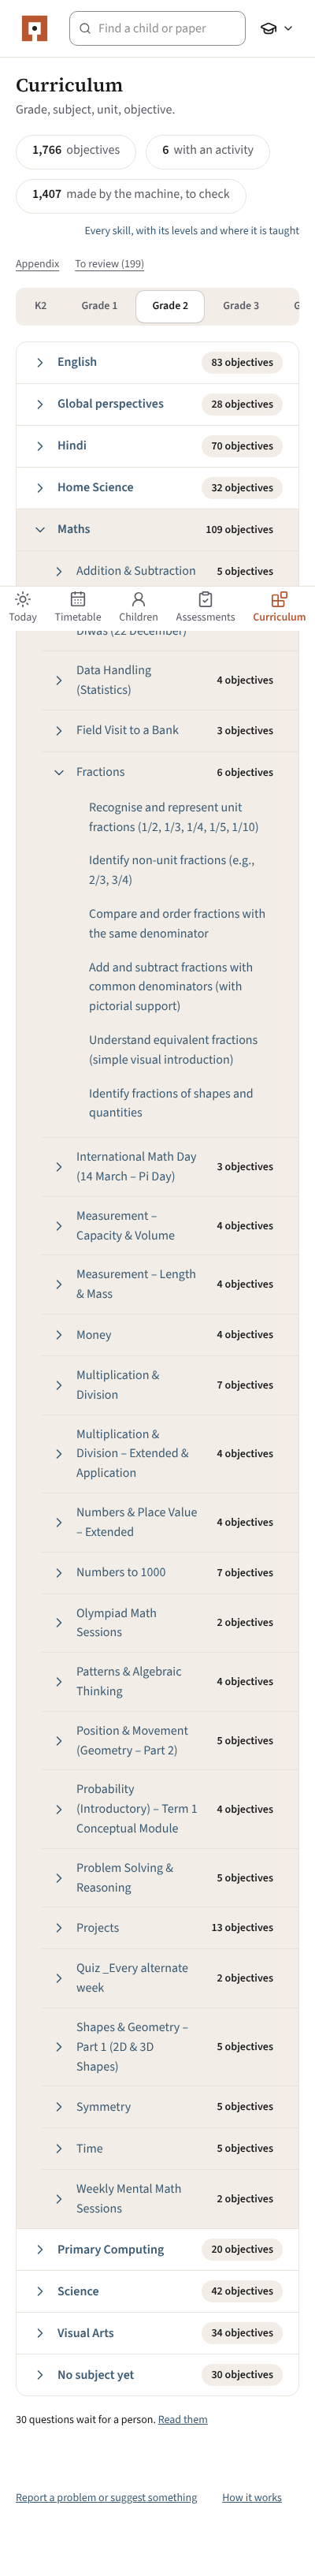 Find a child or paper
Curriculum
Grade, subject, unit, objective.
1,766 objectives
6 with an activity
1,407 made by the machine, to check
Every skill, with its levels and where it is taught
Appendix
To review (199)
K2
Grade 1
Grade 2
Grade 3
G
English
83 objectives
Global perspectives
28 objectives
Hindi
70 objectives
Home Science
32 objectives
Maths
109 objectives
Addition & Subtraction
5 objectives
Today
Timetable
Children
Assessments
Curriculum
Diwas (22 December)
Data Handling
(Statistics)
4 objectives
Field Visit to a Bank
3 objectives
Fractions
6 objectives
Recognise and represent unit
fractions (1/2, 1/3, 1/4, 1/5, 1/10)
Identify non-unit fractions (e.g.,
2/3, 3/4)
Compare and order fractions with
the same denominator
Add and subtract fractions with
common denominators (with
pictorial support)
Understand equivalent fractions
(simple visual introduction)
Identify fractions of shapes and
quantities
International Math Day
(14 March – Pi Day)
3 objectives
Measurement –
Capacity & Volume
4 objectives
Measurement – Length
& Mass
4 objectives
Money
4 objectives
Multiplication &
Division
7 objectives
Multiplication &
Division – Extended &
Application
4 objectives
Numbers & Place Value
– Extended
4 objectives
Numbers to 1000
7 objectives
Olympiad Math
Sessions
2 objectives
Patterns & Algebraic
Thinking
4 objectives
Position & Movement
(Geometry – Part 2)
5 objectives
Probability
(Introductory) – Term 1
Conceptual Module
4 objectives
Problem Solving &
Reasoning
5 objectives
Projects
13 objectives
Quiz _Every alternate
week
2 objectives
Shapes & Geometry –
Part 1 (2D & 3D
Shapes)
5 objectives
Symmetry
5 objectives
Time
5 objectives
Weekly Mental Math
Sessions
2 objectives
Primary Computing
20 objectives
Science
42 objectives
Visual Arts
34 objectives
No subject yet
30 objectives
30 questions wait for a person. Read them
Report a problem or suggest something
How it works